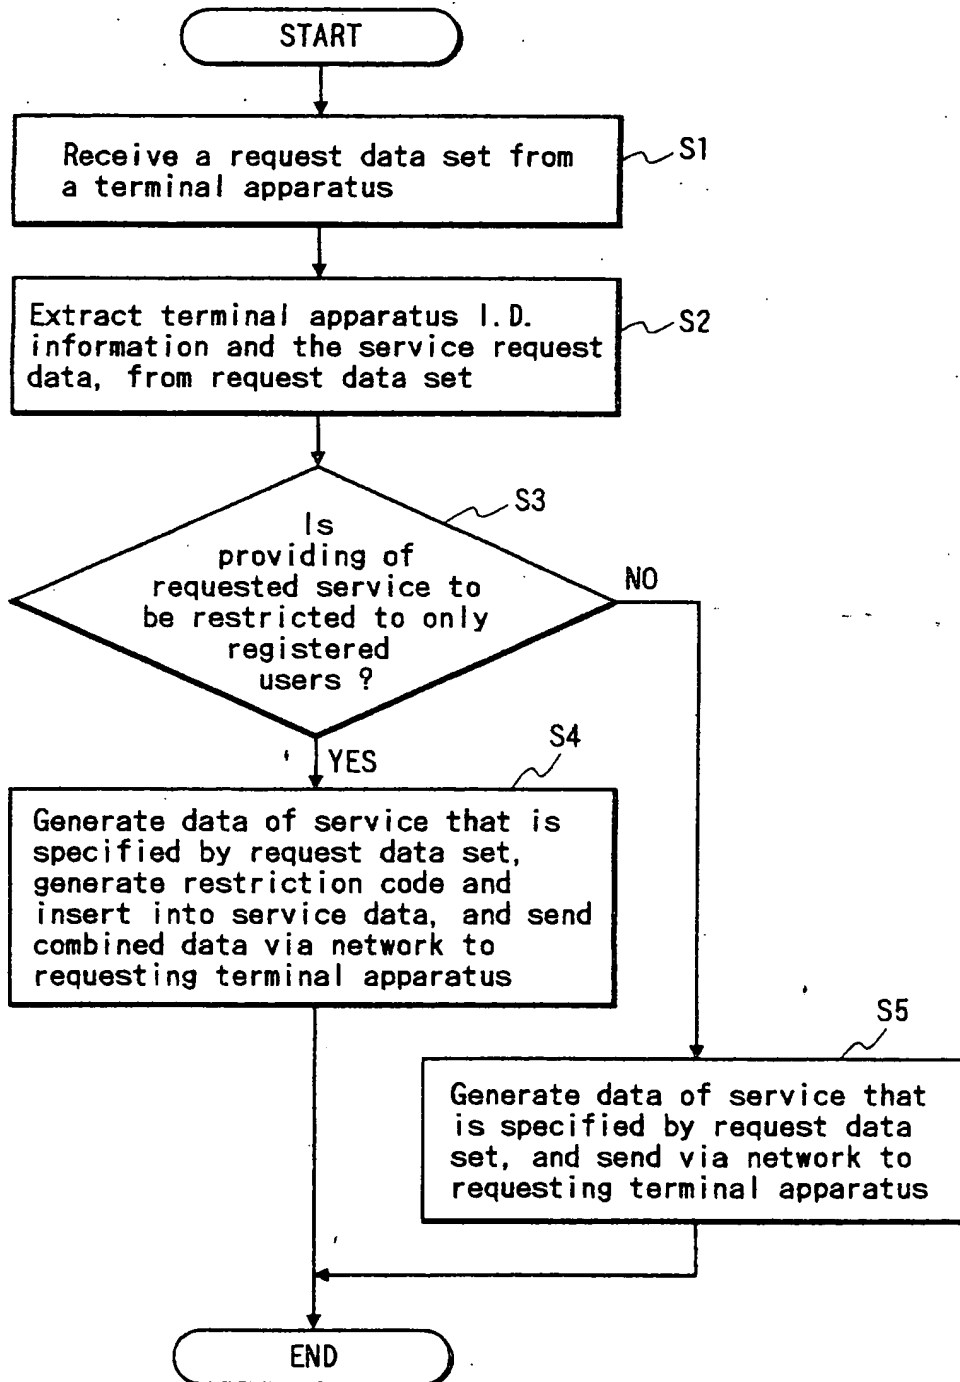 START
Receive a request data set from
a terminal apparatus
S1
Extract terminal apparatus I.D.
information and the service request
data, from request data set
S2
S3
Is
providing of
requested service to
be restricted to only
registered
users ?
NO
YES
S4
Generate data of service that is
specified by request data set,
generate restriction code and
insert into service data, and send
combined data via network to
requesting terminal apparatus
S5
Generate data of service that
is specified by request data
set, and send via network to
requesting terminal apparatus
END